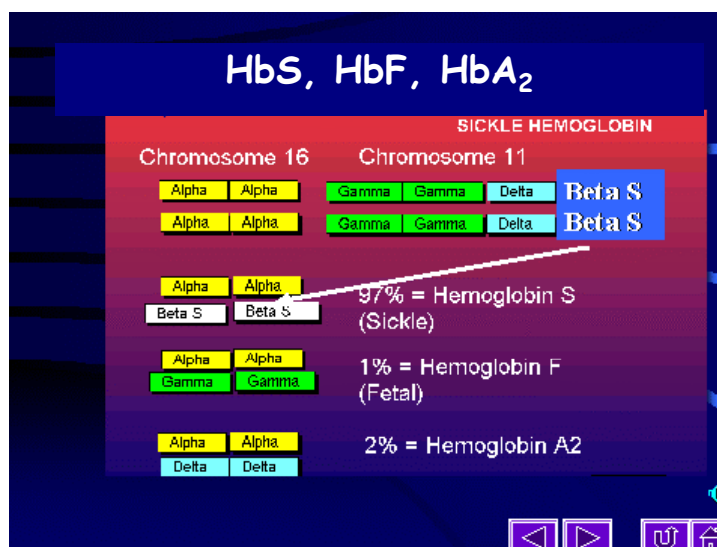 HbS, HbF, HbA₂
SICKLE HEMOGLOBIN
Chromosome 16 Chromosome 11
Alpha Alpha Gamma Gamma Delta Beta S
Alpha Alpha Gamma Gamma Delta Beta S
Alpha Alpha
Beta S Beta S
97% = Hemoglobin S
(Sickle)
Alpha Alpha
Gamma Gamma
1% = Hemoglobin F
(Fetal)
Alpha Alpha
Delta Delta
2% = Hemoglobin A2